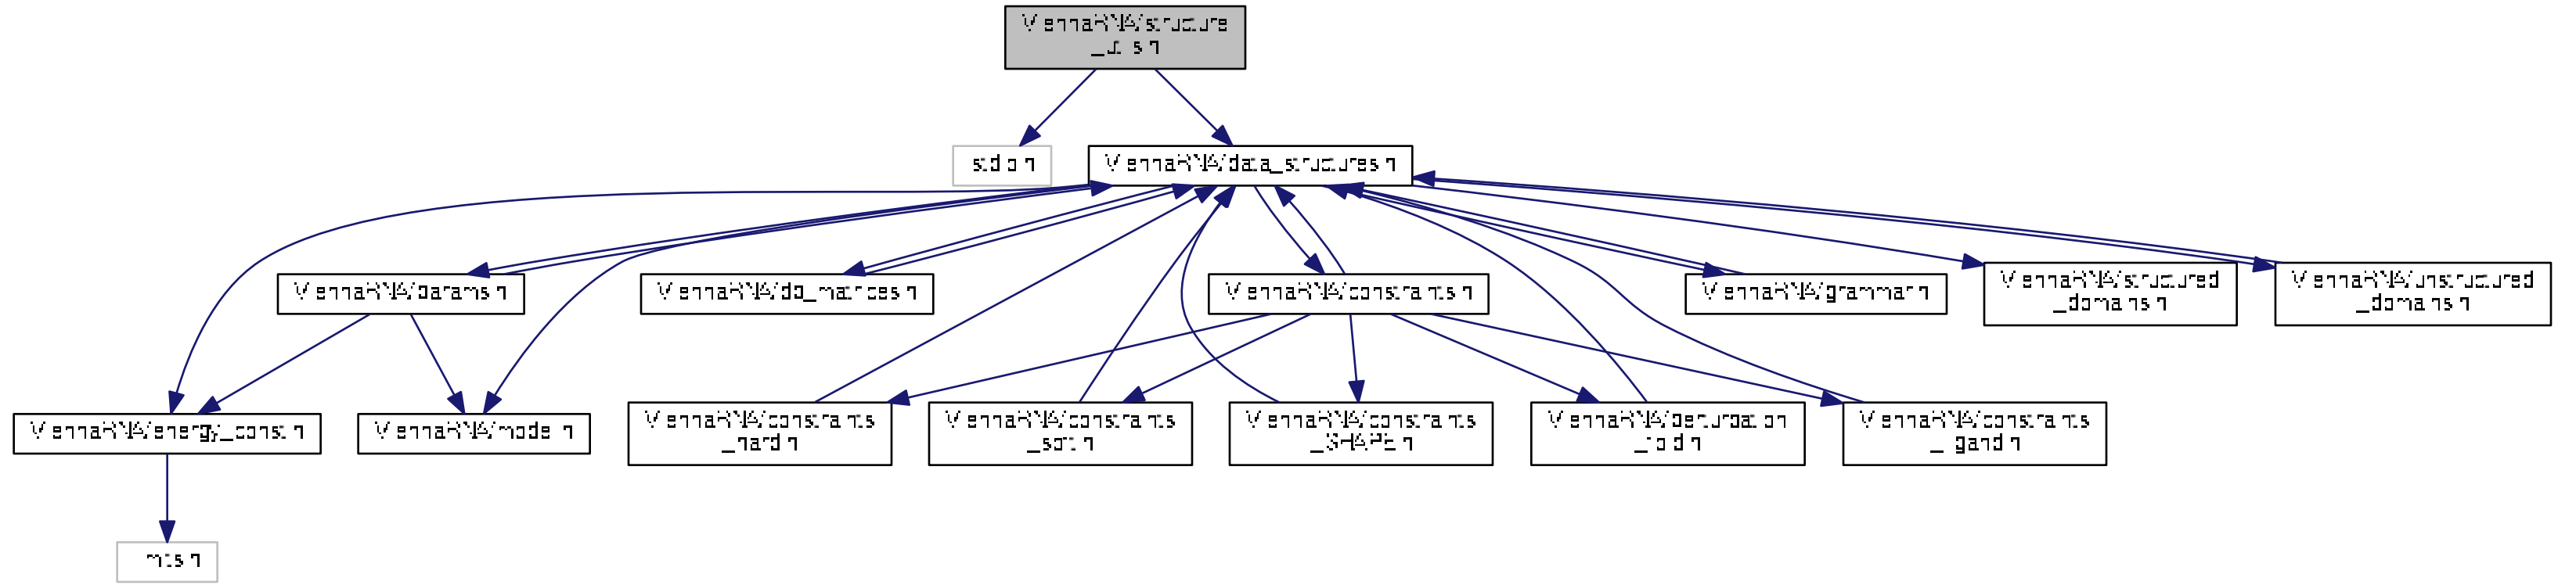 ViennaRNA/structure
_utils.h
stdio.h
ViennaRNA/data_structures.h
ViennaRNA/params.h
ViennaRNA/dp_matrices.h
ViennaRNA/constraints.h
ViennaRNA/grammar.h
ViennaRNA/structured
_domains.h
ViennaRNA/unstructured
_domains.h
ViennaRNA/energy_const.h
ViennaRNA/model.h
ViennaRNA/constraints
_hard.h
ViennaRNA/constraints
_soft.h
ViennaRNA/constraints
_SHAPE.h
ViennaRNA/perturbation
_fold.h
ViennaRNA/constraints
_ligand.h
limits.h